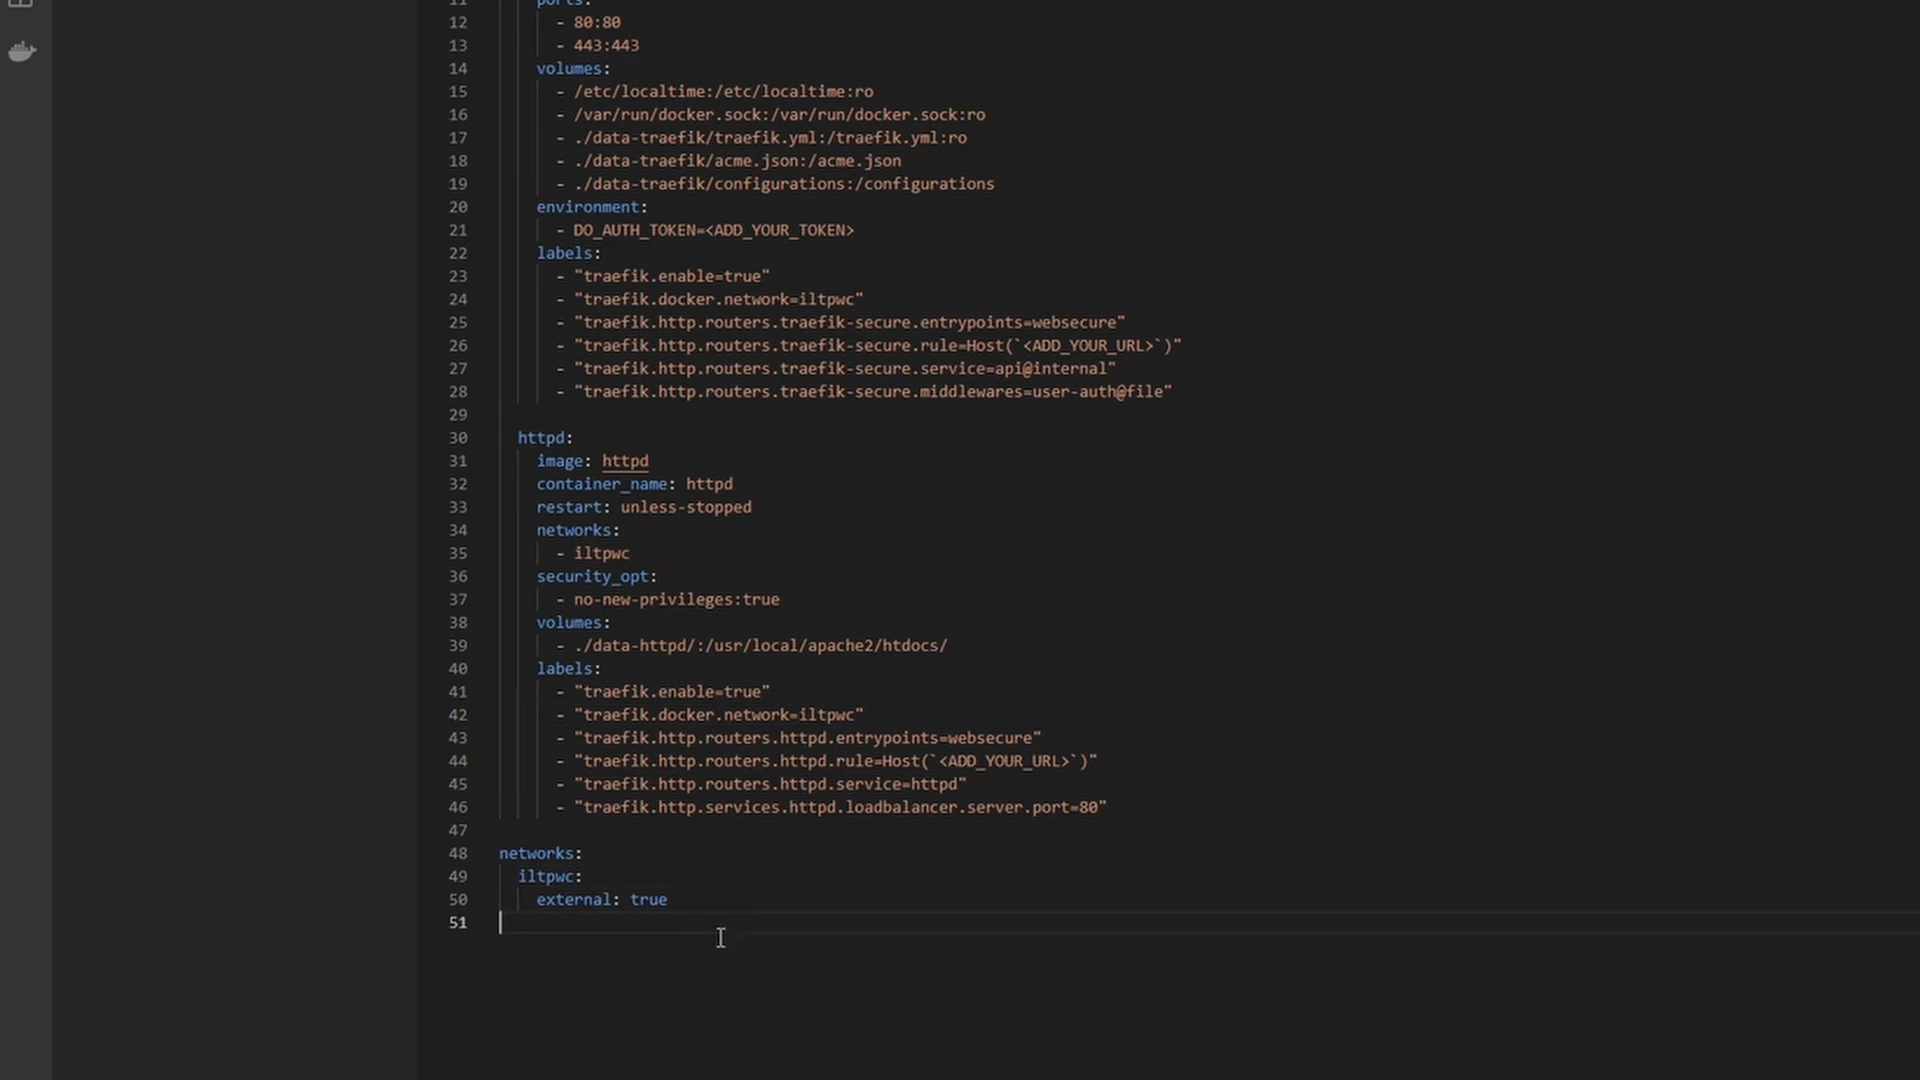 11 ports:
12 - 80:80
13 - 443:443
14 volumes:
15 - /etc/localtime:/etc/localtime:ro
16 - /var/run/docker.sock:/var/run/docker.sock:ro
17 - ./data-traefik/traefik.yml:/traefik.yml:ro
18 - ./data-traefik/acme.json:/acme.json
19 - ./data-traefik/configurations:/configurations
20 environment:
21 - DO_AUTH_TOKEN=<ADD_YOUR_TOKEN>
22 labels:
23 - "traefik.enable=true"
24 - "traefik.docker.network=iltpwc"
25 - "traefik.http.routers.traefik-secure.entrypoints=websecure"
26 - "traefik.http.routers.traefik-secure.rule=Host(`<ADD_YOUR_URL>`)"
27 - "traefik.http.routers.traefik-secure.service=api@internal"
28 - "traefik.http.routers.traefik-secure.middlewares=user-auth@file"
29
30 httpd:
31 image: httpd
32 container_name: httpd
33 restart: unless-stopped
34 networks:
35 - iltpwc
36 security_opt:
37 - no-new-privileges:true
38 volumes:
39 - ./data-httpd/:/usr/local/apache2/htdocs/
40 labels:
41 - "traefik.enable=true"
42 - "traefik.docker.network=iltpwc"
43 - "traefik.http.routers.httpd.entrypoints=websecure"
44 - "traefik.http.routers.httpd.rule=Host(`<ADD_YOUR_URL>`)"
45 - "traefik.http.routers.httpd.service=httpd"
46 - "traefik.http.services.httpd.loadbalancer.server.port=80"
47
48 networks:
49 iltpwc:
50 external: true
51